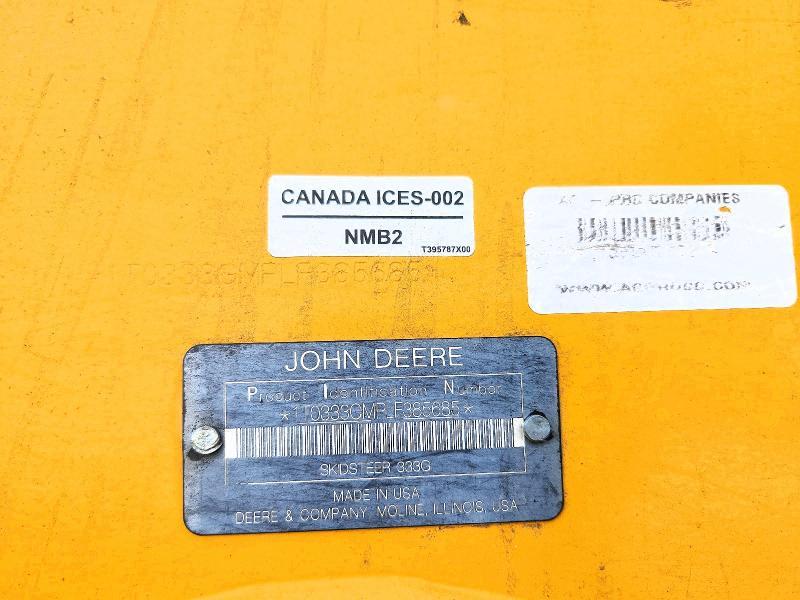 CANADA ICES-002
NMB2
T395787X00
COMPANIES
JOHN DEERE
Product Identification Number
*1T0333GMPLF385685*
SKIDSTEER 333G
MADE IN USA
DEERE & COMPANY MOLINE, ILLINOIS, USA